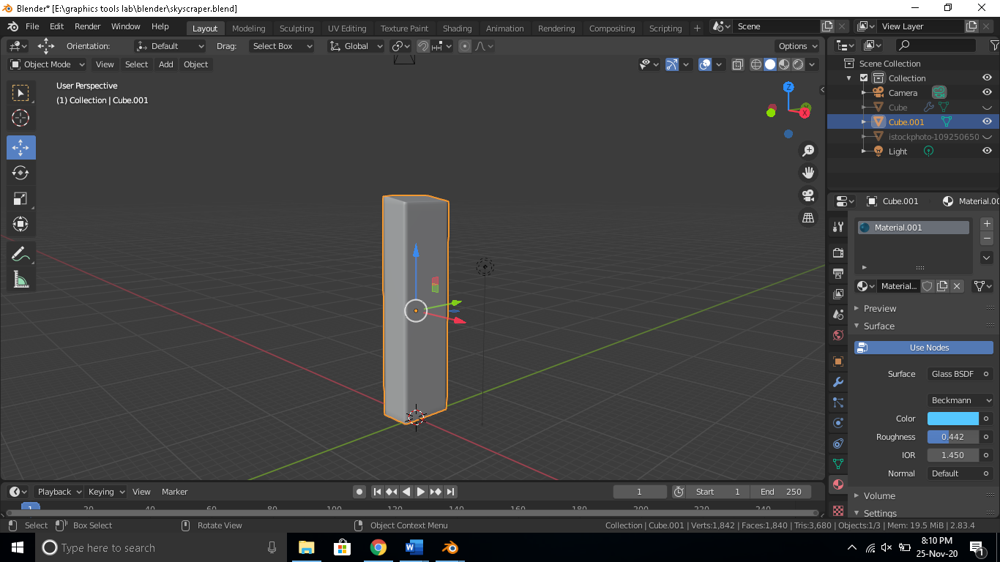 Blender* [E:\graphics tools lab\blender\skyscraper.blend]
File Edit Render Window Help Layout Modeling Sculpting UV Editing Texture Paint Shading Animation Rendering Compositing Scripting + Scene View Layer
Orientation: Default Drag: Select Box Global Options
Object Mode View Select Add Object
User Perspective
(1) Collection | Cube.001
Z
Y
X
Scene Collection
Collection
Camera
Cube
Cube.001
istockphoto-109250650
Light
Cube.001 Material.00
Material.001
Material...
Preview
Surface
Use Nodes
Surface Glass BSDF
Beckmann
Color
Roughness 0.442
IOR 1.450
Normal Default
Volume
Settings
Playback Keying View Marker 1 Start 1 End 250
1 20 40 60 80 100 120 140 160 180 200 220 240
Select Box Select Rotate View Object Context Menu Collection | Cube.001 | Verts:1,842 | Faces:1,840 | Tris:3,680 | Objects:1/3 | Mem: 19.5 MiB | 2.83.4
Type here to search
8:10 PM
25-Nov-20
1